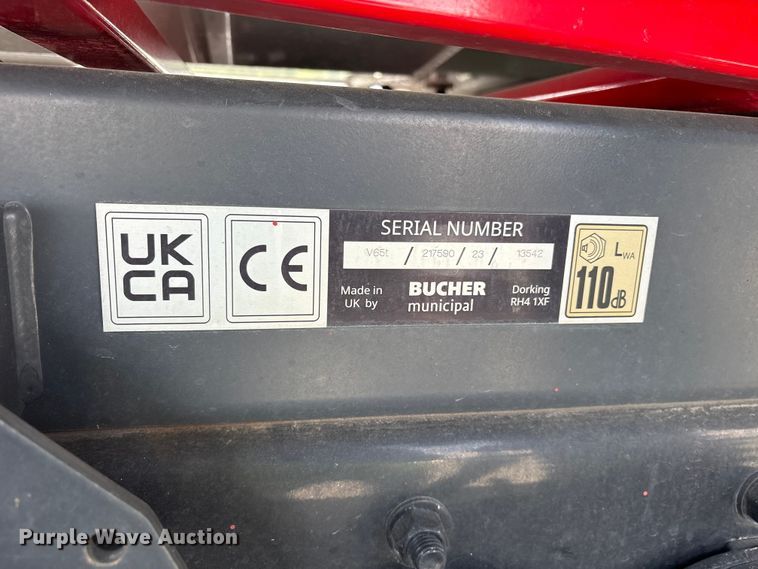 UK
CA
CE
SERIAL NUMBER
V65t / 217590 / 23 / 13542
Made in
UK by
BUCHER
municipal
Dorking
RH4 1XF
LWA
110dB
Purple Wave Auction